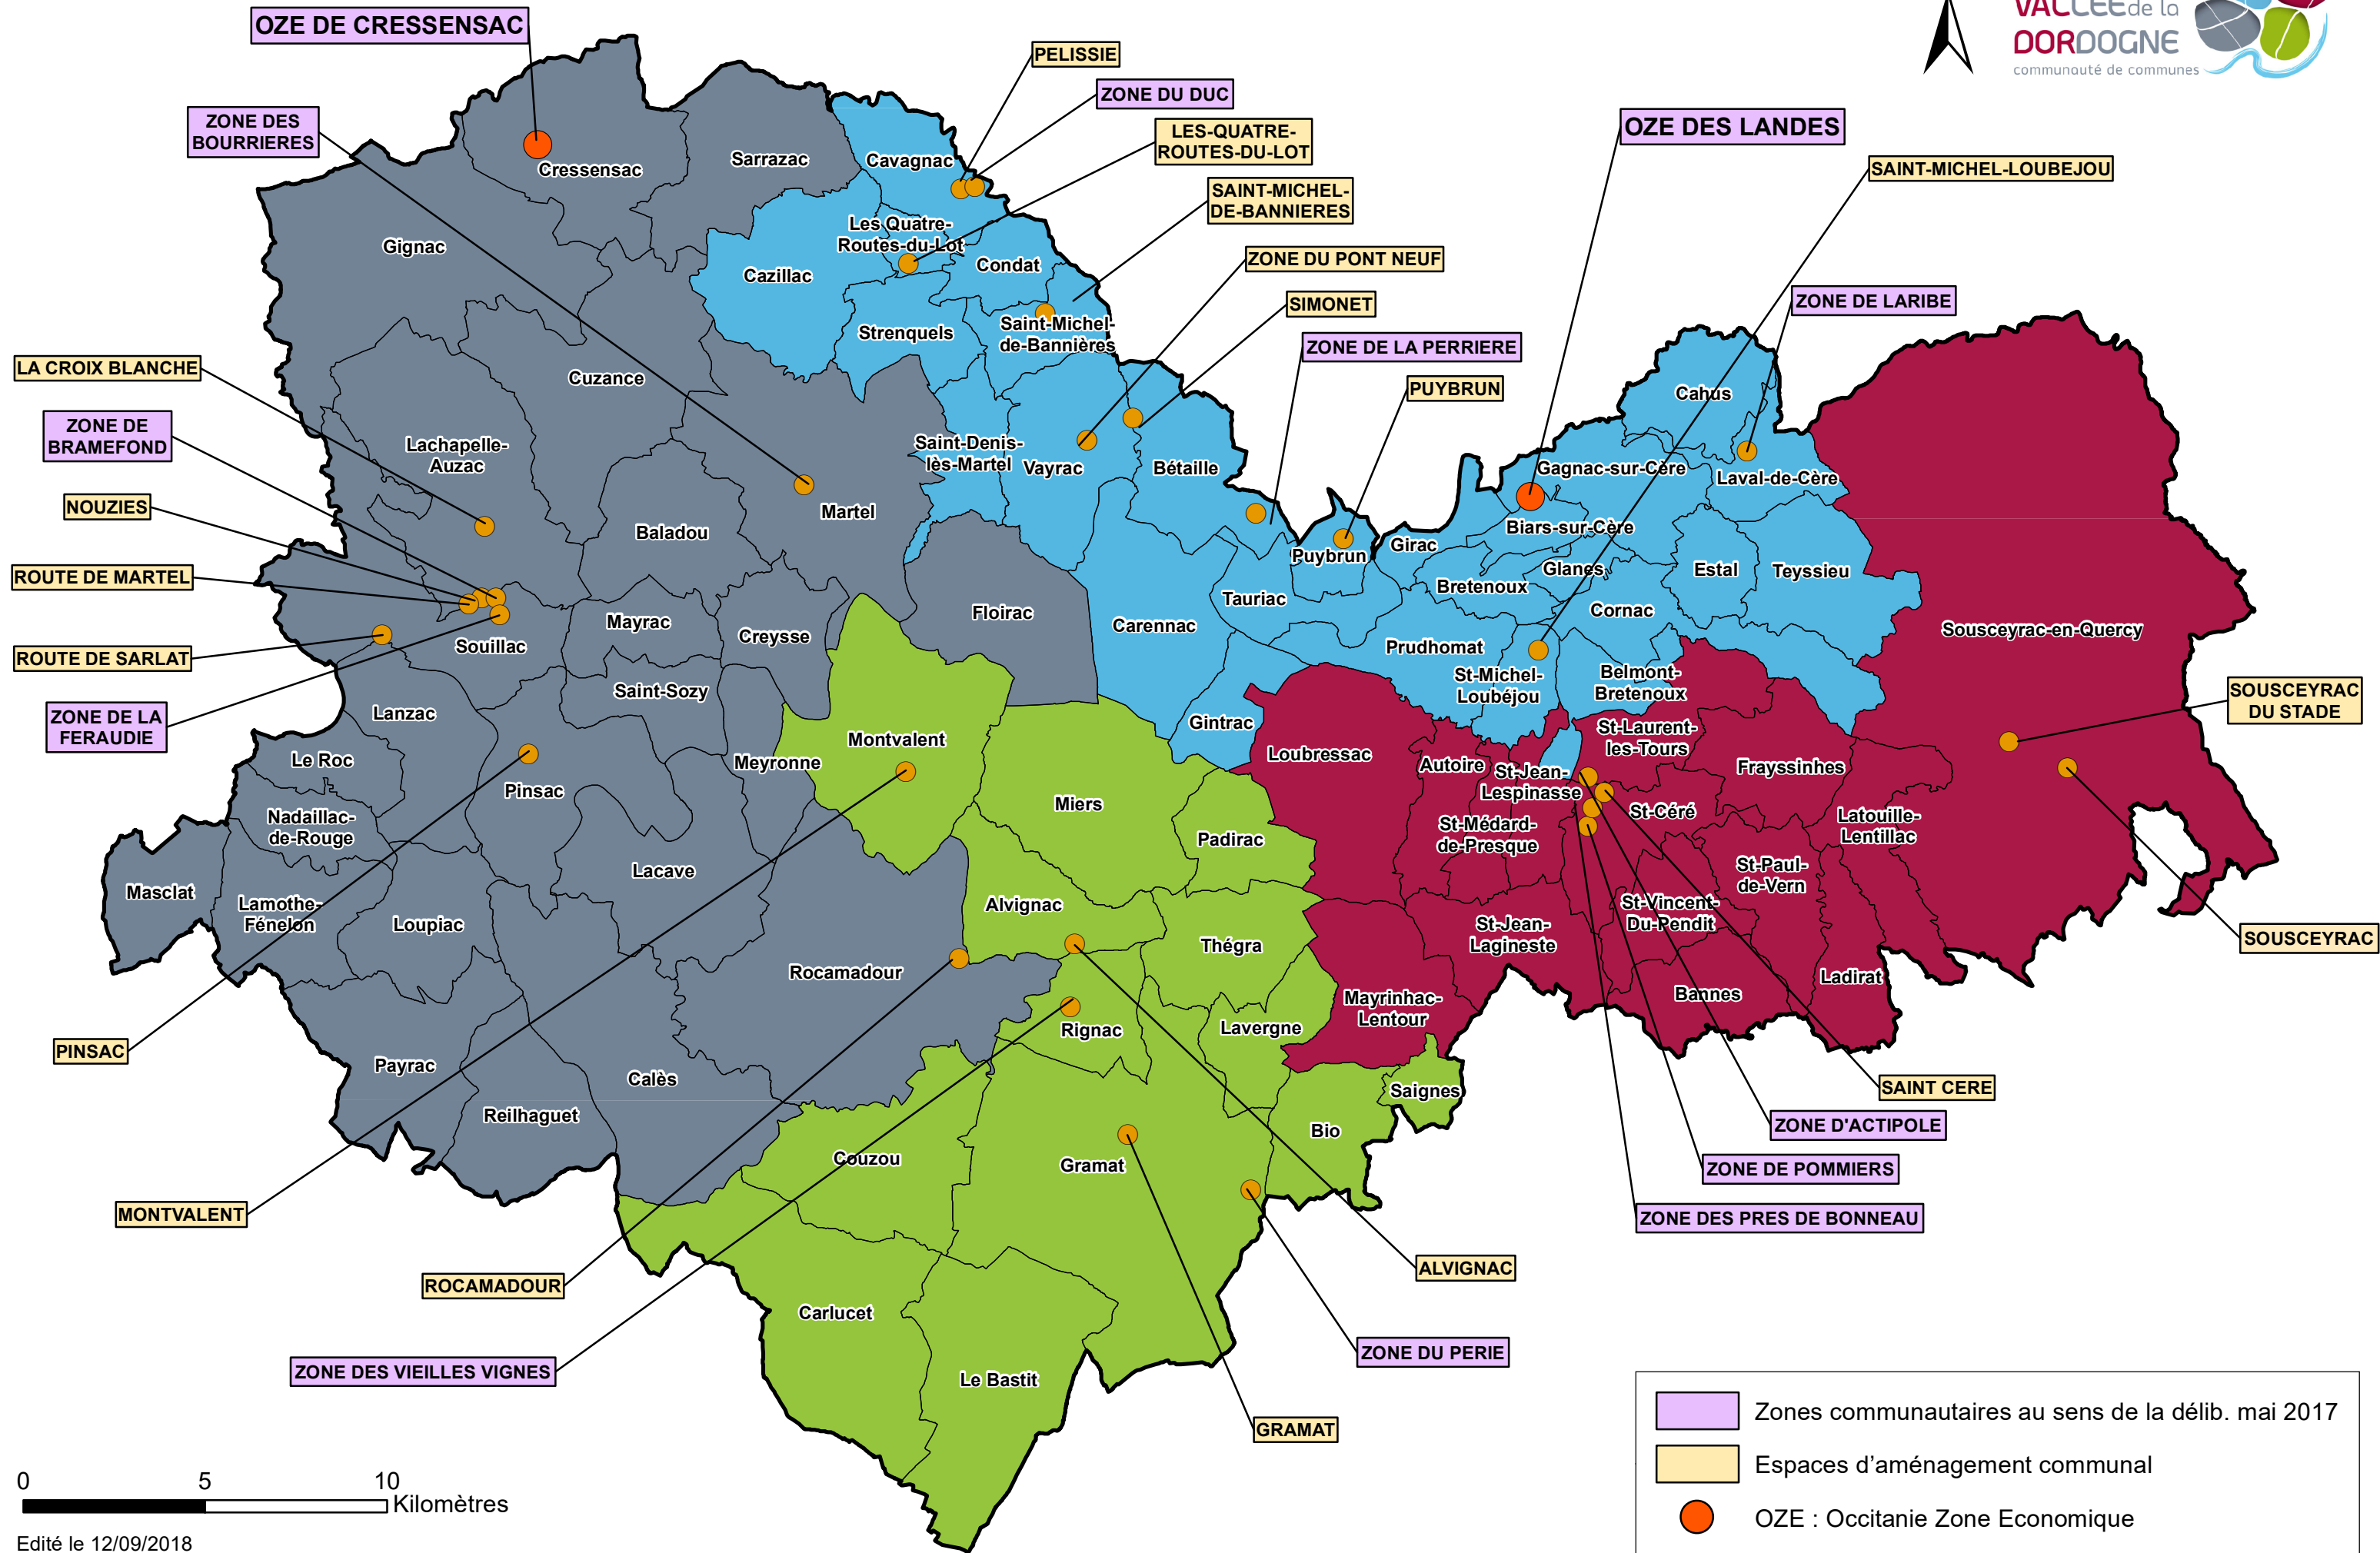 OZE DE CRESSENSAC
VALLÉE de la
DORDOGNE
communauté de communes
PELISSIE
ZONE DU DUC
ZONE DES
BOURRIERES
LES-QUATRE-
ROUTES-DU-LOT
OZE DES LANDES
SAINT-MICHEL-LOUBEJOU
SAINT-MICHEL-
DE-BANNIERES
ZONE DU PONT NEUF
SIMONET
ZONE DE LARIBE
ZONE DE LA PERRIERE
PUYBRUN
LA CROIX BLANCHE
ZONE DE
BRAMEFOND
NOUZIES
ROUTE DE MARTEL
ROUTE DE SARLAT
ZONE DE LA
FERAUDIE
SOUSCEYRAC
DU STADE
SOUSCEYRAC
PINSAC
MONTVALENT
ROCAMADOUR
ZONE DES VIEILLES VIGNES
SAINT CERE
ZONE D'ACTIPOLE
ZONE DE POMMIERS
ZONE DES PRES DE BONNEAU
ALVIGNAC
ZONE DU PERIE
GRAMAT
Cressensac
Sarrazac
Cavagnac
Gignac
Les Quatre-
Routes-du-Lot
Cazillac
Condat
Strenquels
Saint-Michel-
de-Bannières
Cuzance
Lachapelle-
Auzac
Saint-Denis-
lès-Martel
Vayrac
Bétaille
Cahus
Gagnac-sur-Cère
Laval-de-Cère
Martel
Baladou
Biars-sur-Cère
Girac
Puybrun
Glanes
Estal
Teyssieu
Bretenoux
Tauriac
Cornac
Floirac
Carennac
Mayrac
Creysse
Souillac
Prudhomat
Sousceyrac-en-Quercy
Saint-Sozy
St-Michel-
Loubéjou
Belmont-
Bretenoux
Lanzac
Gintrac
Montvalent
Loubressac
St-Laurent-
les-Tours
Le Roc
Meyronne
Autoire
St-Jean-
Lespinasse
Frayssinhes
Pinsac
Miers
St-Céré
Nadaillac-
de-Rouge
Padirac
St-Médard-
de-Presque
Latouille-
Lentillac
Lacave
St-Paul-
de-Vern
Masclat
Lamothe-
Fénelon
Loupiac
Alvignac
St-Vincent-
Du-Pendit
Thégra
St-Jean-
Lagineste
Rocamadour
Mayrinhac-
Lentour
Bannes
Ladirat
Rignac
Lavergne
Payrac
Calès
Saignes
Reilhaguet
Bio
Couzou
Gramat
Carlucet
Le Bastit
0 5 10
Kilomètres
Edité le 12/09/2018
Zones communautaires au sens de la délib. mai 2017
Espaces d’aménagement communal
OZE : Occitanie Zone Economique